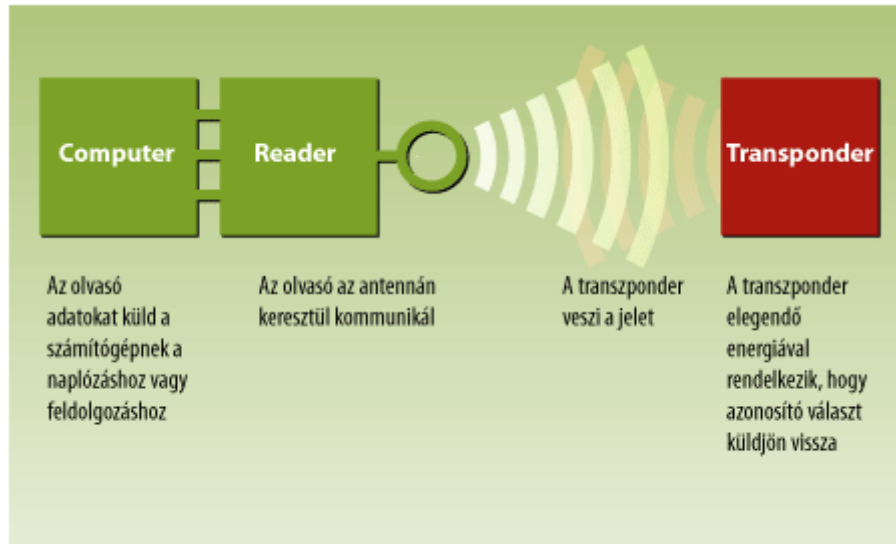 Computer
Reader
Transponder
Az olvasó
adatokat küld a
számítógépnek a
naplózáshoz vagy
feldolgozáshoz
Az olvasó az antennán
keresztül kommunikál
A transzponder
veszi a jelet
A transzponder
elegendő
energiával
rendelkezik, hogy
azonosító választ
küldjön vissza